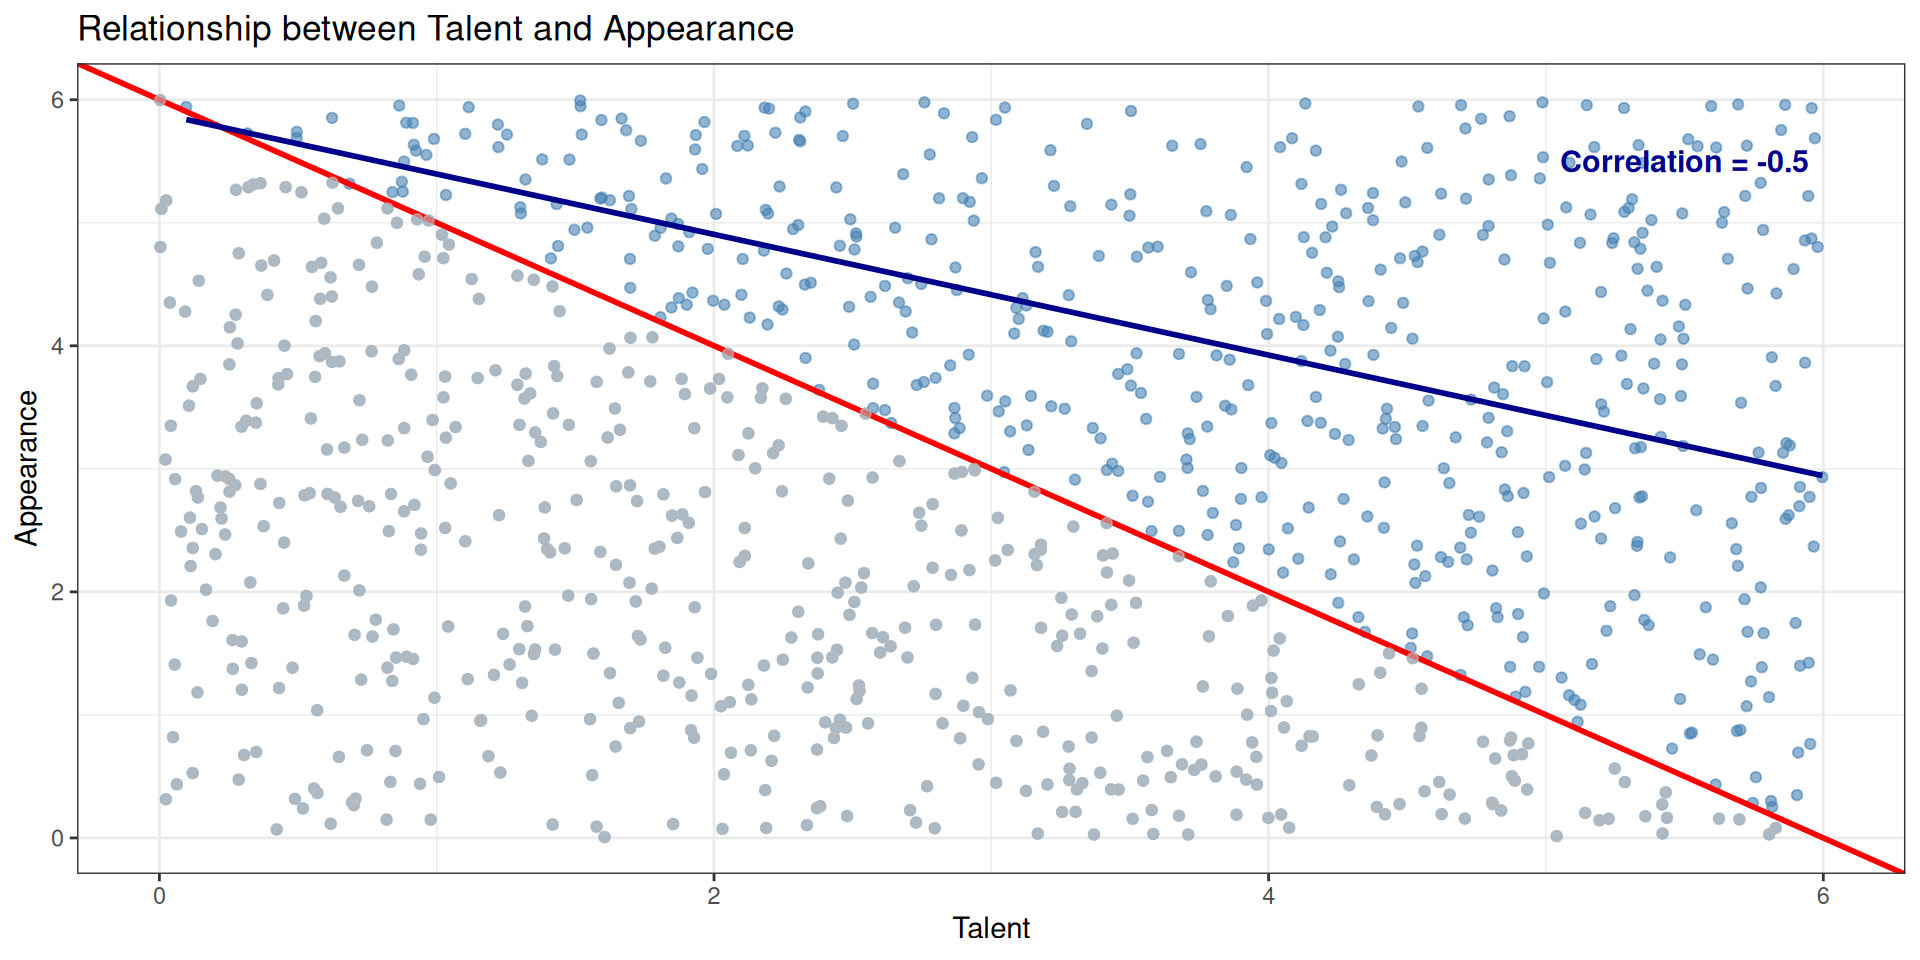 Relationship between Talent and Appearance
Correlation = -0.5
Appearance
6
4
2
0
0 2 4 6
Talent